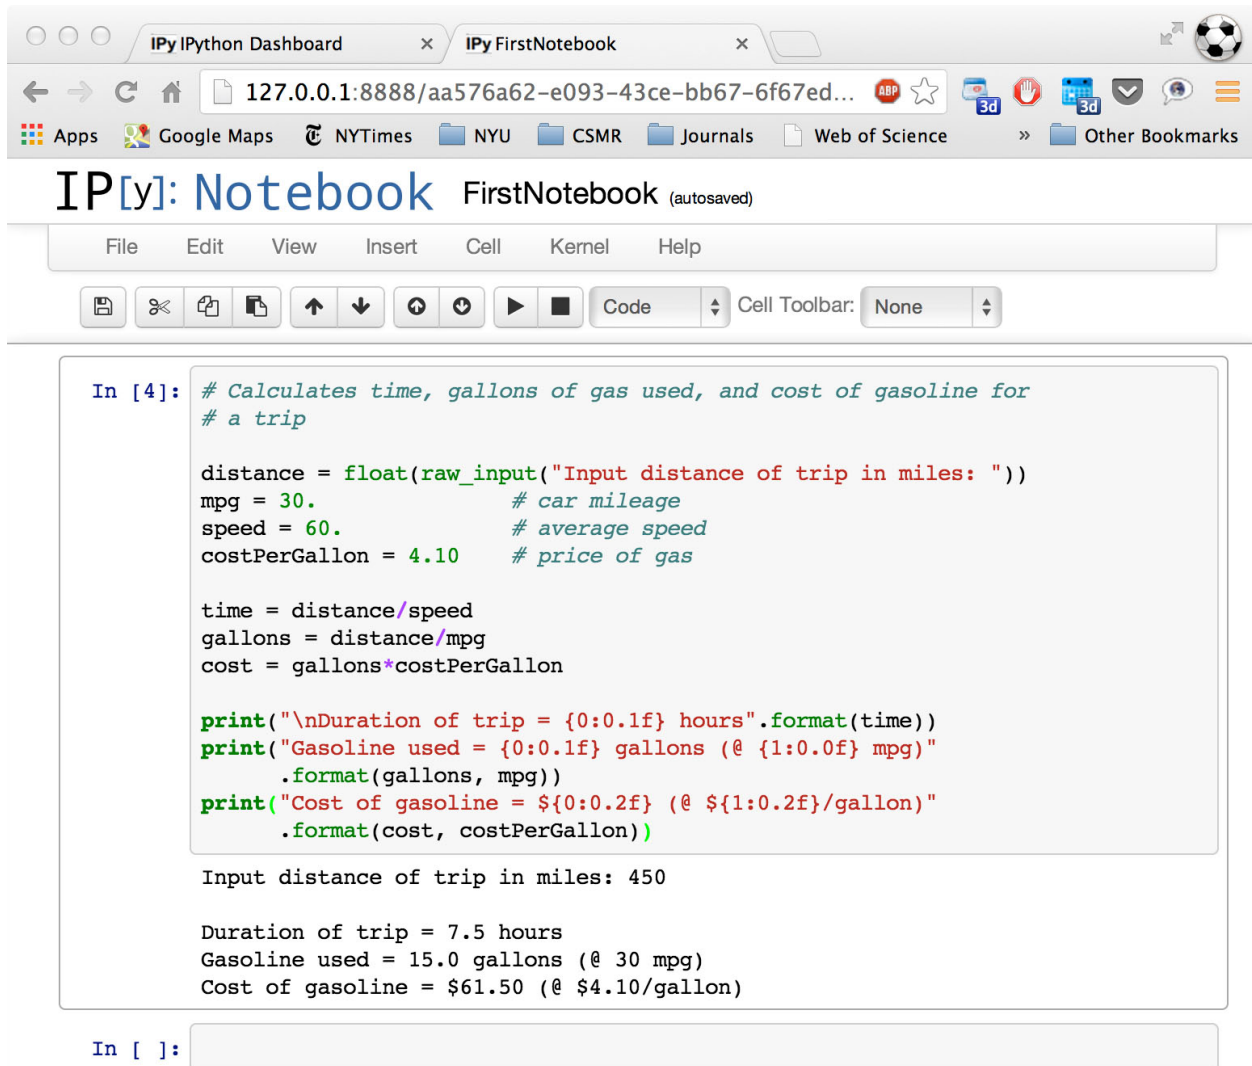 IPy IPython Dashboard × IPy FirstNotebook ×
127.0.0.1:8888/aa576a62-e093-43ce-bb67-6f67ed... ABP 3d 3d
Apps Google Maps T NYTimes NYU CSMR Journals Web of Science » Other Bookmarks
IP[y]: Notebook FirstNotebook (autosaved)
File Edit View Insert Cell Kernel Help
Code Cell Toolbar: None
In [4]: # Calculates time, gallons of gas used, and cost of gasoline for
# a trip
distance = float(raw_input("Input distance of trip in miles: "))
mpg = 30. # car mileage
speed = 60. # average speed
costPerGallon = 4.10 # price of gas
time = distance/speed
gallons = distance/mpg
cost = gallons*costPerGallon
print("\nDuration of trip = {0:0.1f} hours".format(time))
print("Gasoline used = {0:0.1f} gallons (@ {1:0.0f} mpg)"
.format(gallons, mpg))
print("Cost of gasoline = ${0:0.2f} (@ ${1:0.2f}/gallon)"
.format(cost, costPerGallon))
Input distance of trip in miles: 450
Duration of trip = 7.5 hours
Gasoline used = 15.0 gallons (@ 30 mpg)
Cost of gasoline = $61.50 (@ $4.10/gallon)
In [ ]: